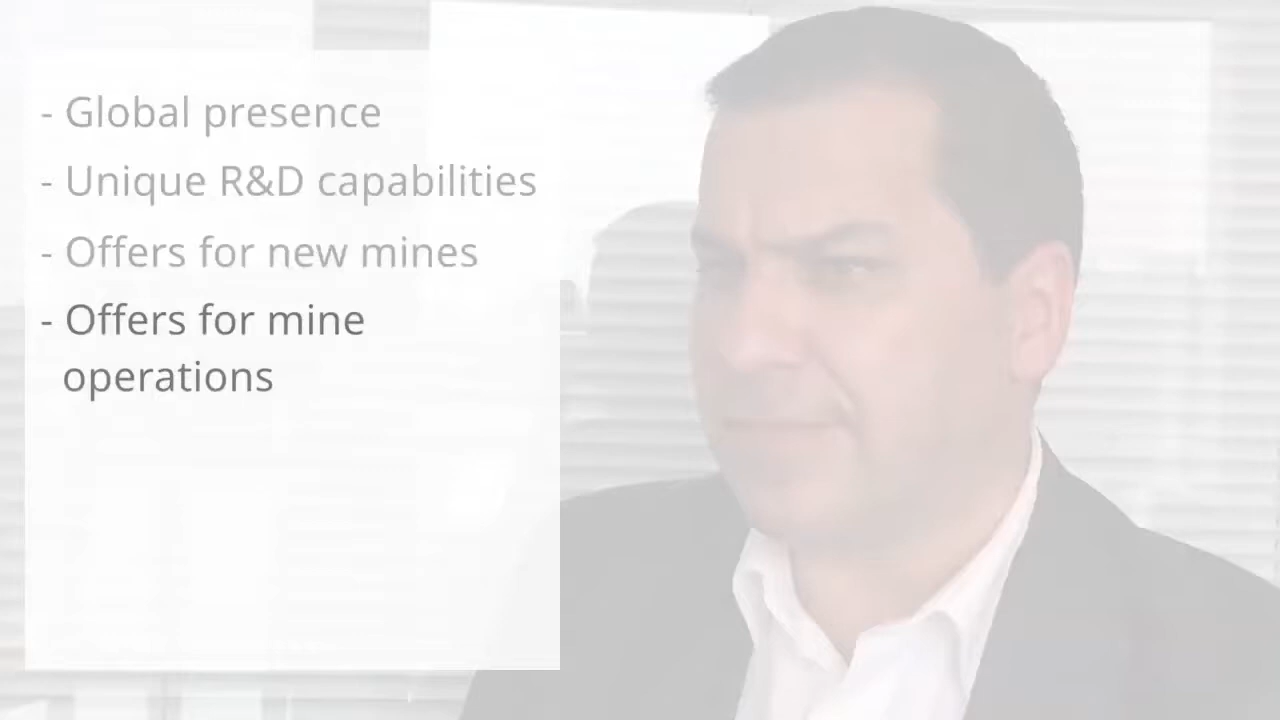 - Global presence
- Unique R&D capabilities
- Offers for new mines
- Offers for mine
operations